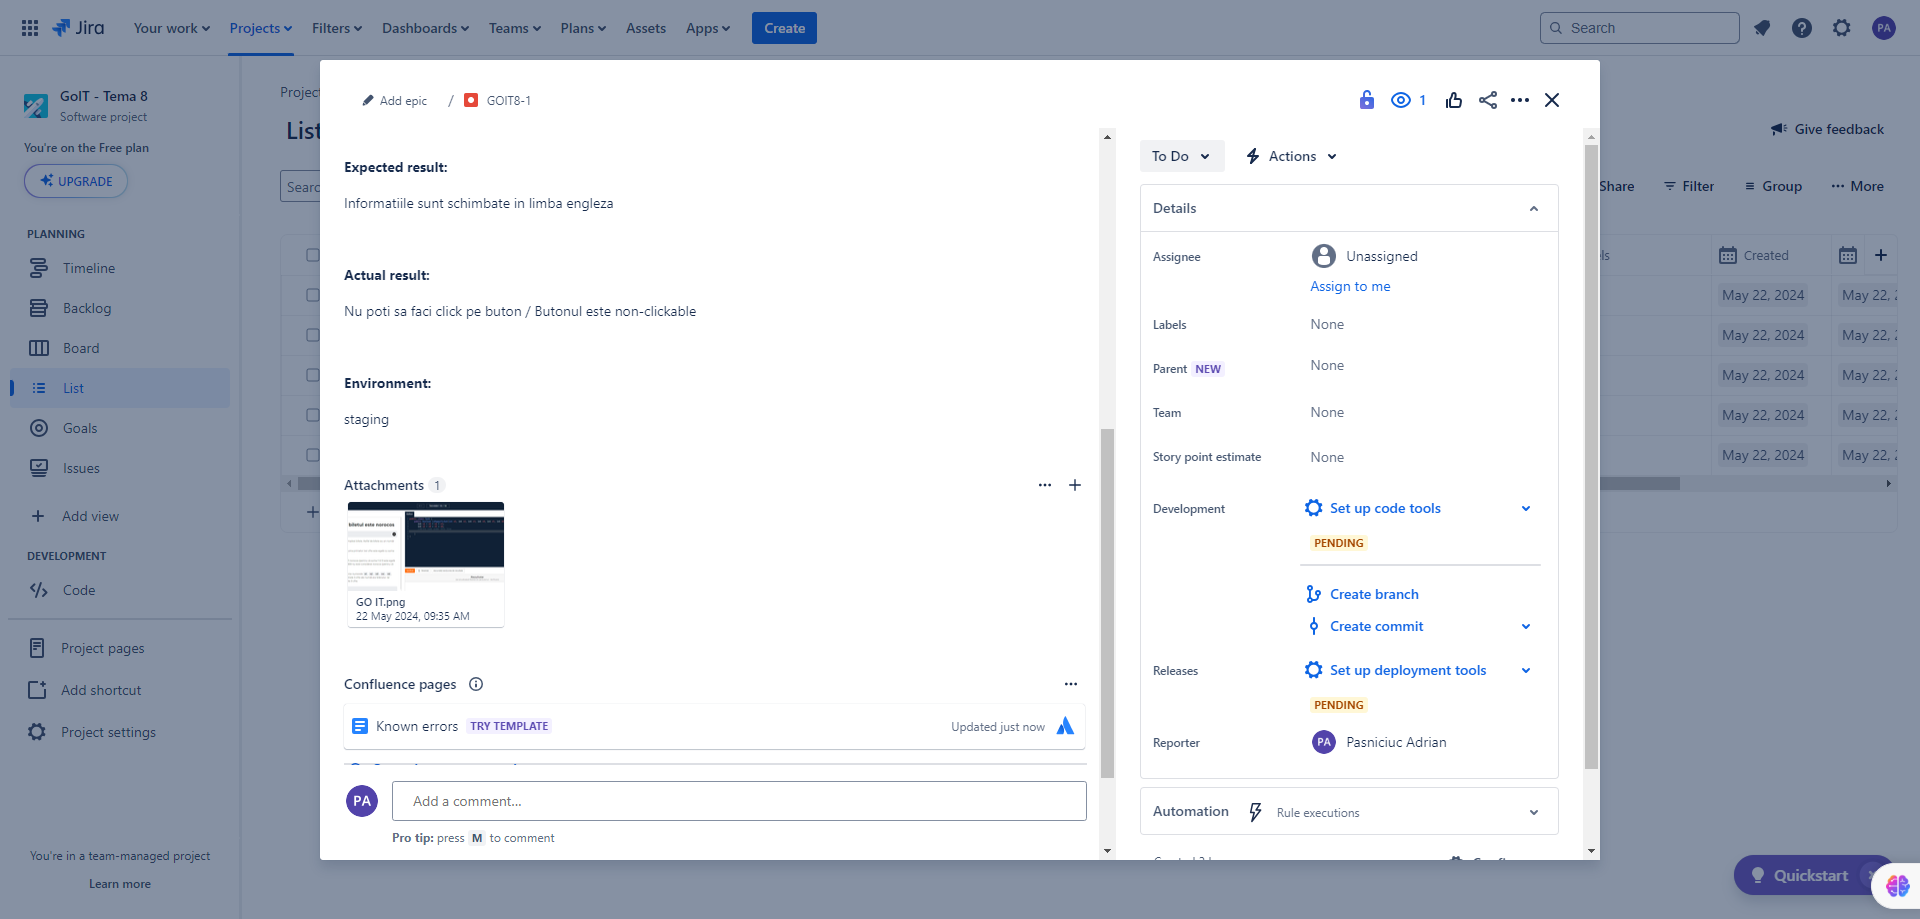 Jira
Your work
Projects
Filters
Dashboards
Teams
Plans
Assets
Apps
Create
Search
PA
GoIT - Tema 8
Software project
You're on the Free plan
UPGRADE
PLANNING
Timeline
Backlog
Board
List
Goals
Issues
Add view
DEVELOPMENT
Code
Project pages
Add shortcut
Project settings
You're in a team-managed project
Learn more
List
Give feedback
Share
Filter
Group
More
Created
May 22, 2024
May 22, 2024
May 22, 2024
May 22, 2024
May 22, 2024
May 22,
May 22,
May 22,
May 22,
May 22,
Add epic / GOIT8-1
1
Expected result:
Informatiile sunt schimbate in limba engleza
Actual result:
Nu poti sa faci click pe buton / Butonul este non-clickable
Environment:
staging
Attachments 1
biletul este norocos
GO IT.png
22 May 2024, 09:35 AM
Confluence pages
Known errors TRY TEMPLATE
Updated just now
PA
Add a comment...
Pro tip: press M to comment
To Do
Actions
Details
Assignee
Unassigned
Assign to me
Labels
None
Parent NEW
None
Team
None
Story point estimate
None
Development
Set up code tools
PENDING
Create branch
Create commit
Releases
Set up deployment tools
PENDING
Reporter
PA Pasniciuc Adrian
Automation
Rule executions
Quickstart